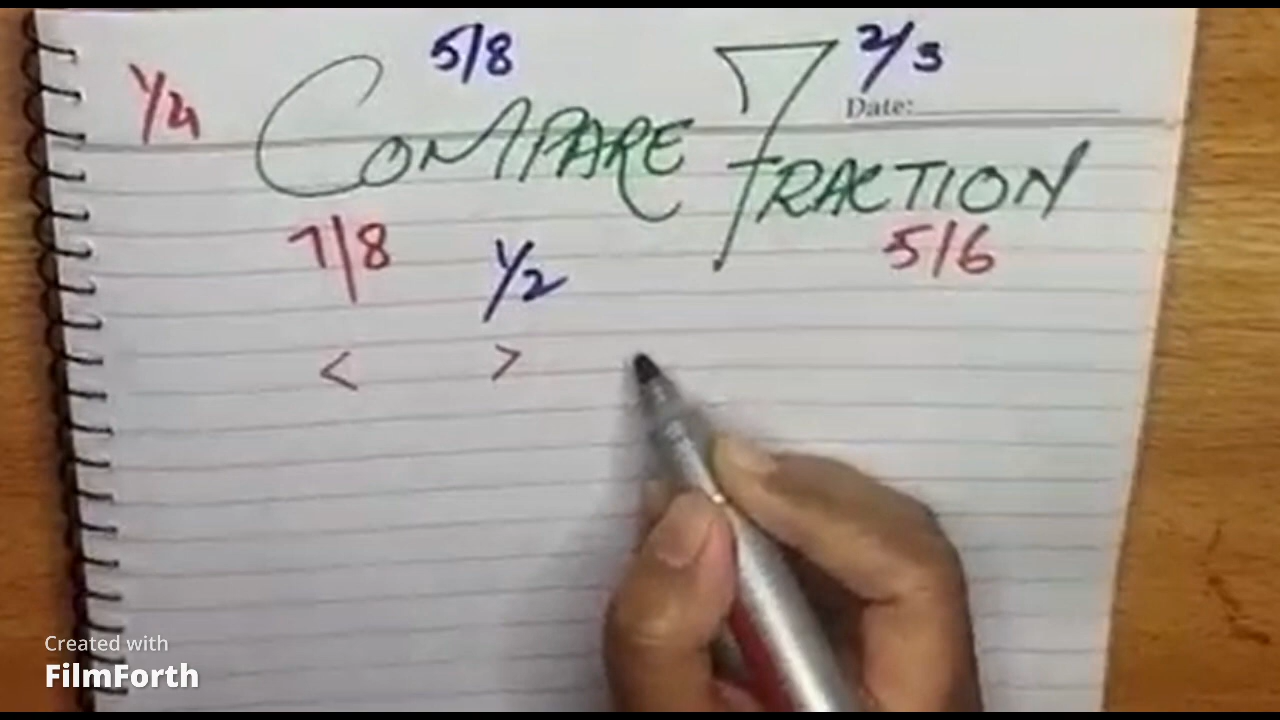 5/8 2/3
1/4 Date:
COMPARE FRACTION
7/8 1/2 5/6
< >
Created with
FilmForth